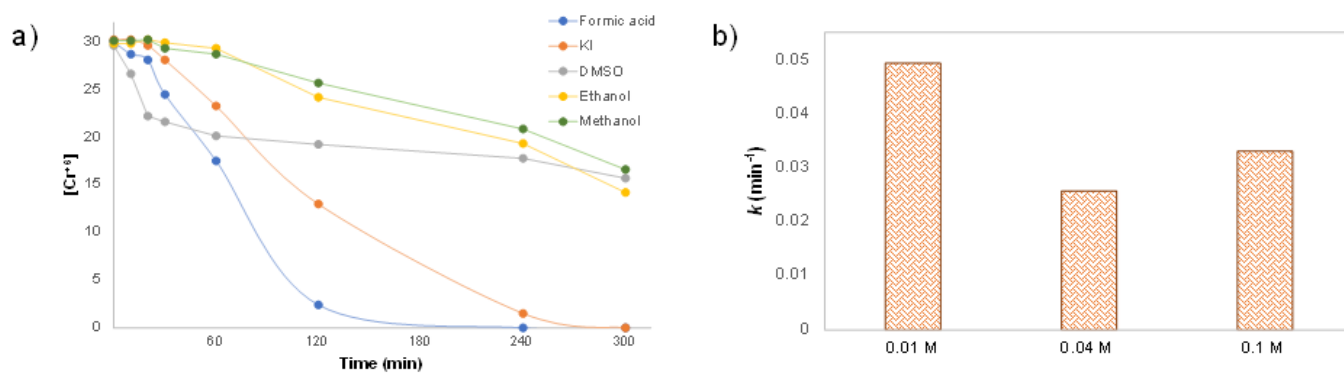 a)
Formic acid
KI
DMSO
Ethanol
Methanol
30
25
20
15
10
5
0
[Cr⁺⁶]
60
120
180
240
300
Time (min)
b)
0.05
0.04
0.03
0.02
0.01
0
k (min⁻¹)
0.01 M
0.04 M
0.1 M